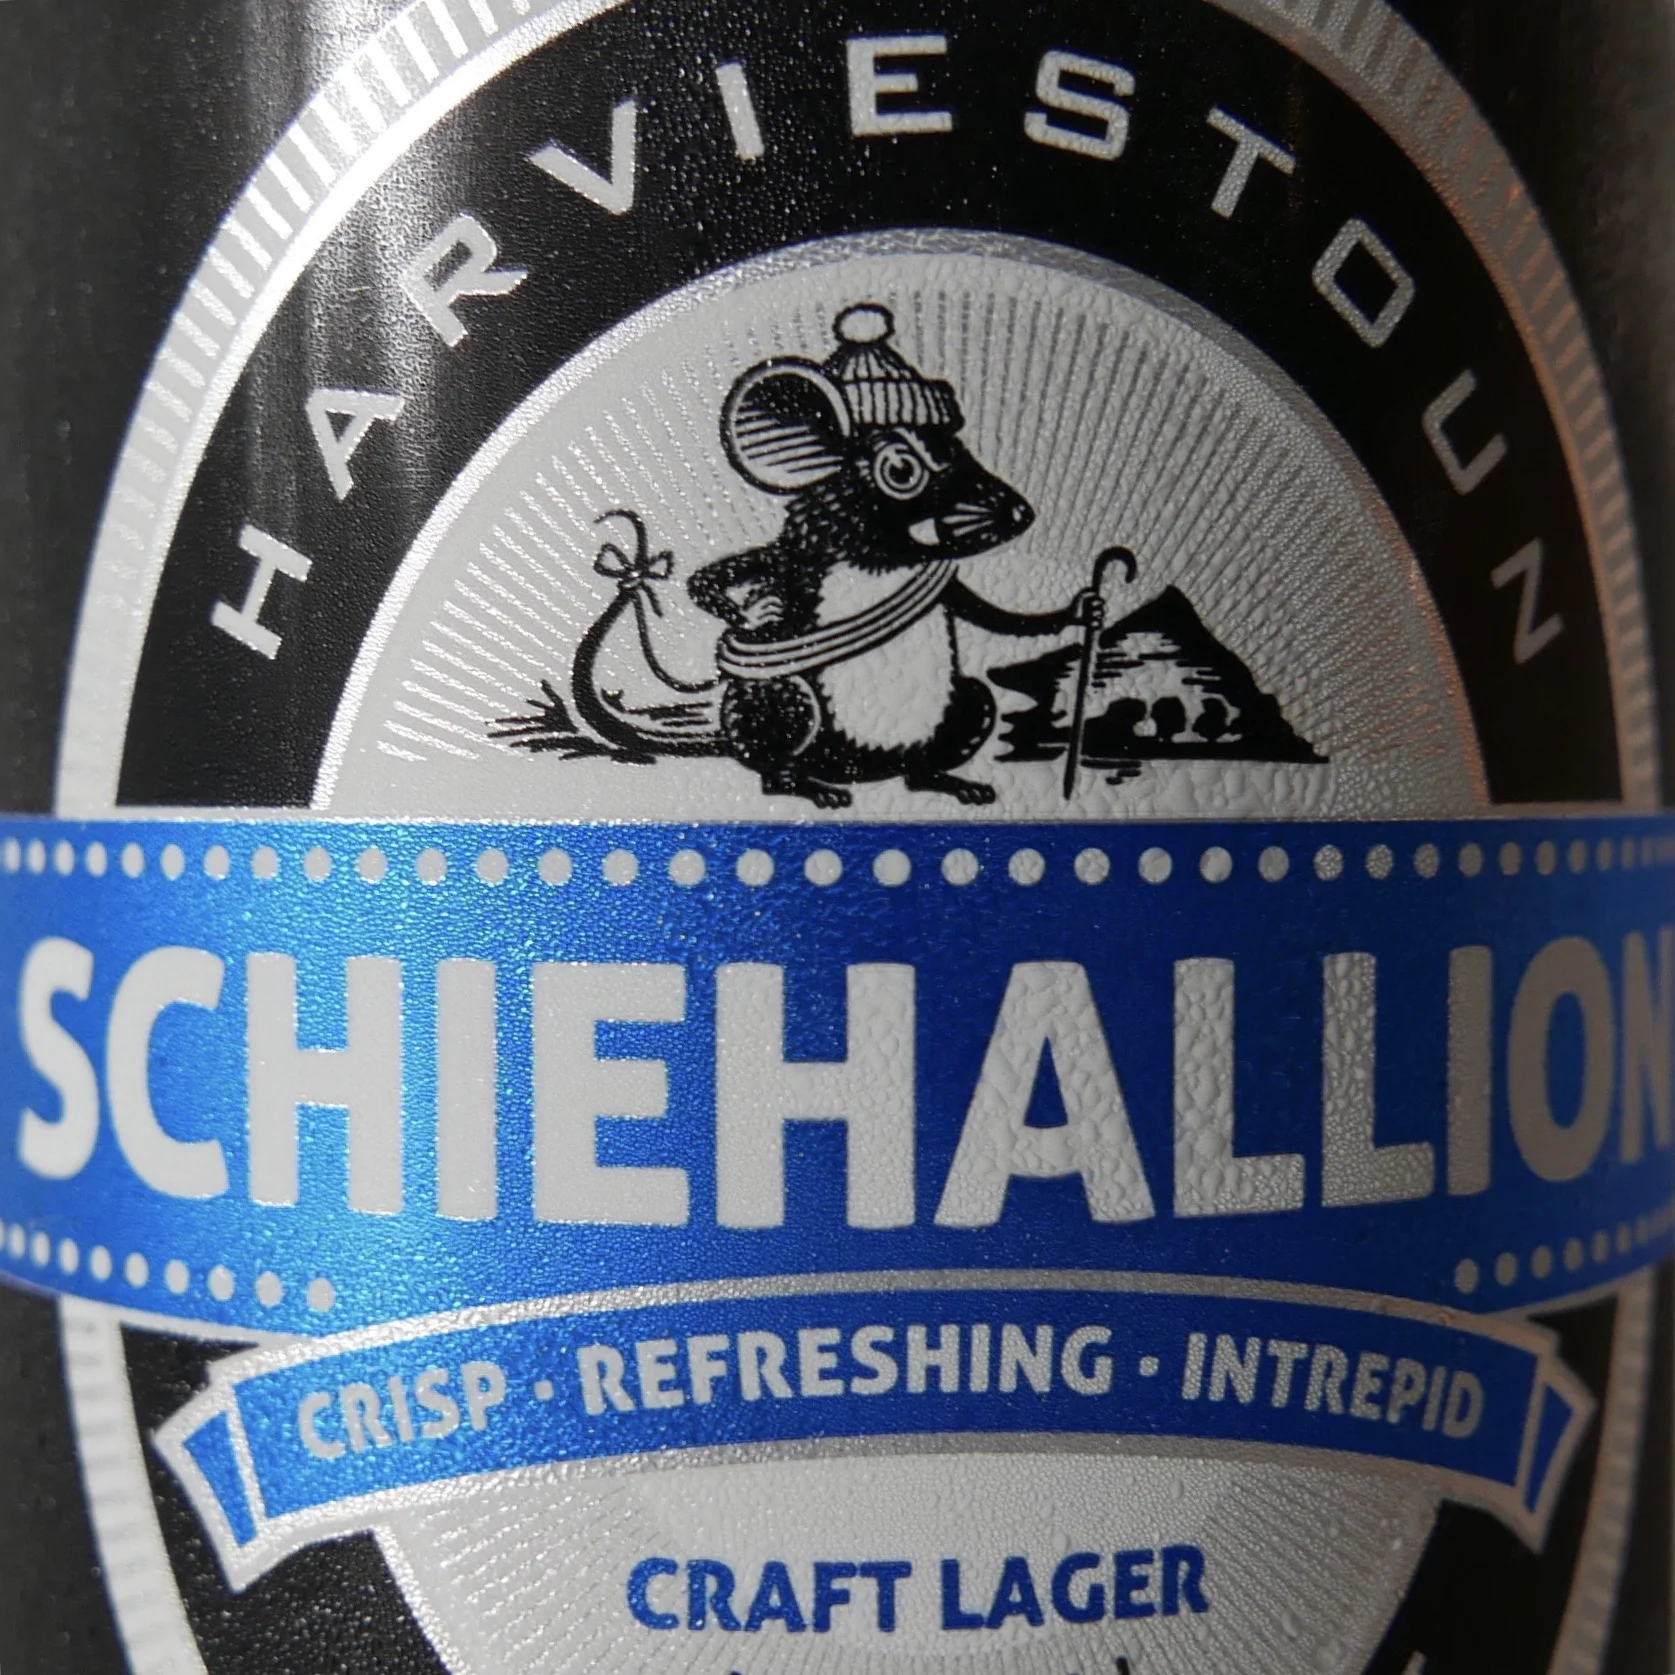 HARVIESTOUN
SCHIEHALLION
CRISP · REFRESHING · INTREPID
CRAFT LAGER